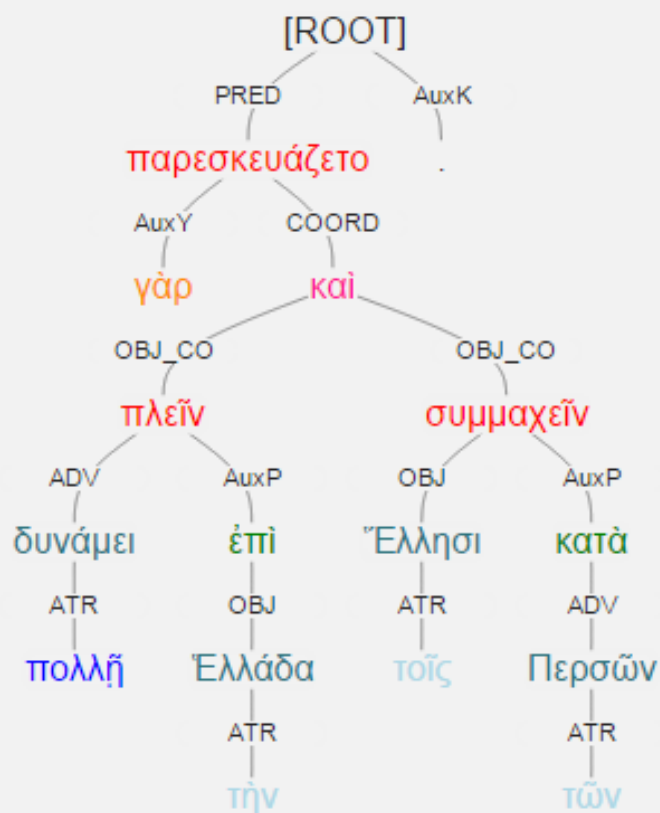 [ROOT]
PRED AuxK
παρεσκευάζετο .
AuxY COORD
γὰρ καὶ
OBJ_CO OBJ_CO
πλεῖν συμμαχεῖν
ADV AuxP OBJ AuxP
δυνάμει ἐπὶ Ἕλλησι κατὰ
ATR OBJ ATR ADV
πολλῇ Ἑλλάδα τοῖς Περσῶν
ATR ATR
τὴν τῶν